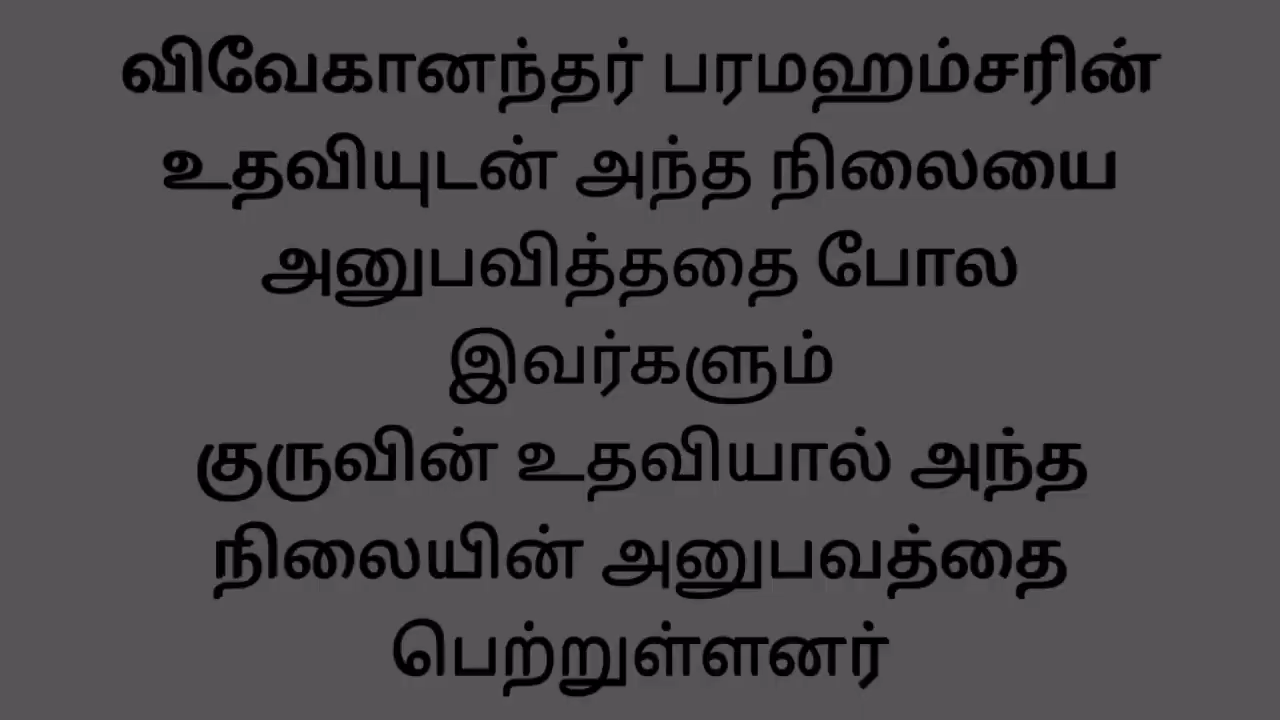 விவேகானந்தர் பரமஹம்சரின்
உதவியுடன் அந்த நிலையை
அனுபவித்ததை போல
இவர்களும்
குருவின் உதவியால் அந்த
நிலையின் அனுபவத்தை
பெற்றுள்ளனர்